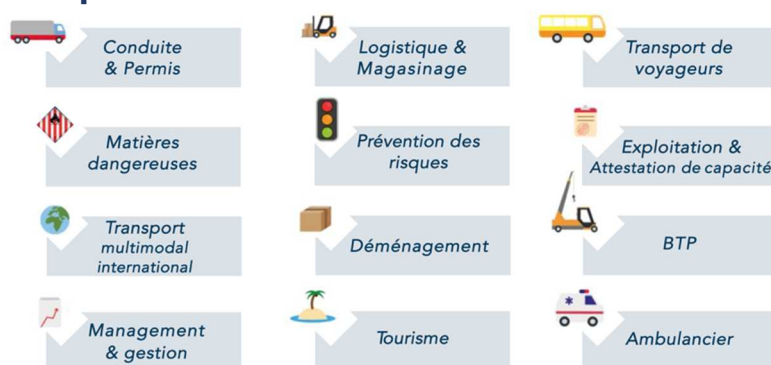 Conduite
& Permis
Logistique &
Magasinage
Transport de
voyageurs
Matières
dangereuses
Prévention des
risques
Exploitation &
Attestation de capacité
Transport
multimodal
international
Déménagement
BTP
Management
& gestion
Tourisme
Ambulancier